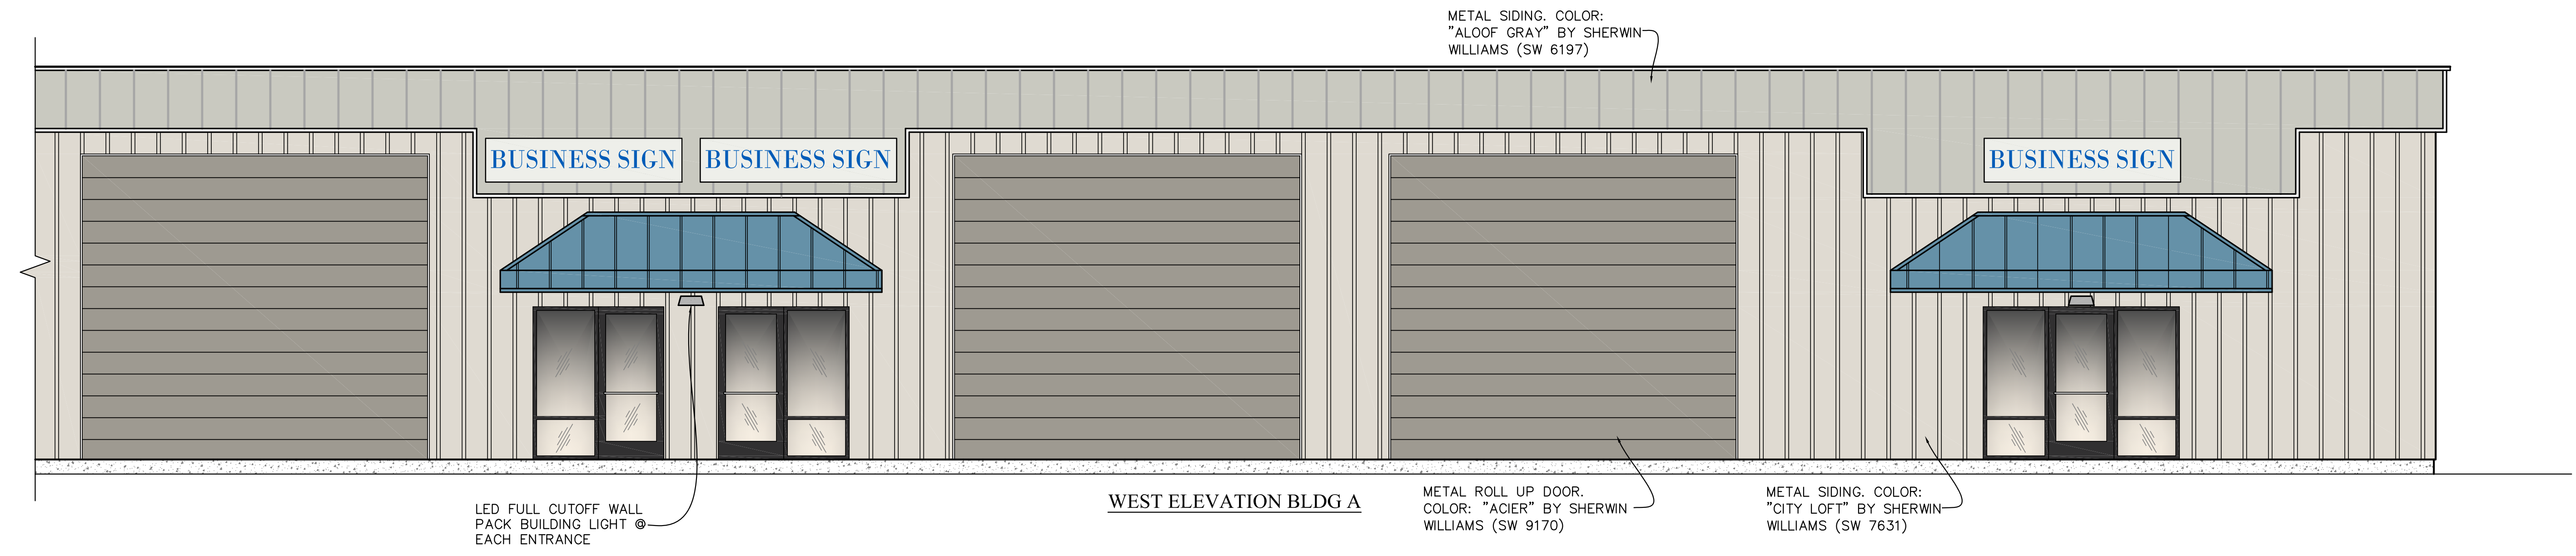 METAL SIDING. COLOR:
"ALOOF GRAY" BY SHERWIN
WILLIAMS (SW 6197)
BUSINESS SIGN
BUSINESS SIGN
BUSINESS SIGN
LED FULL CUTOFF WALL
PACK BUILDING LIGHT @
EACH ENTRANCE
WEST ELEVATION BLDG A
METAL ROLL UP DOOR.
COLOR: "ACIER" BY SHERWIN
WILLIAMS (SW 9170)
METAL SIDING. COLOR:
"CITY LOFT" BY SHERWIN
WILLIAMS (SW 7631)